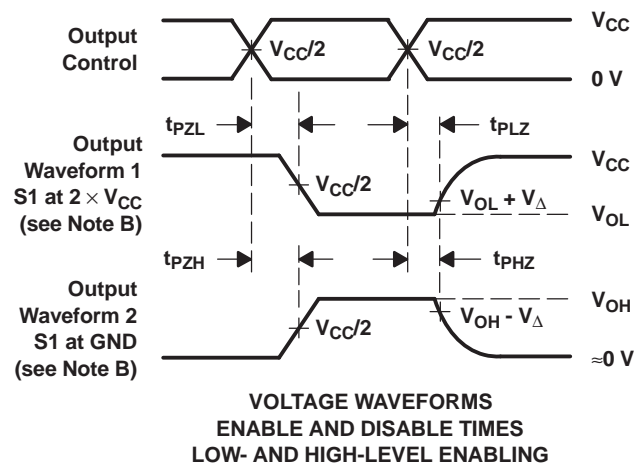 Output
Control
V_CC/2
V_CC/2
V_CC
0 V
t_PZL
t_PLZ
Output
Waveform 1
S1 at 2 × V_CC
(see Note B)
V_CC/2
V_CC
V_OL + V_Δ
V_OL
t_PZH
t_PHZ
Output
Waveform 2
S1 at GND
(see Note B)
V_CC/2
V_OH
V_OH - V_Δ
≈0 V
VOLTAGE WAVEFORMS
ENABLE AND DISABLE TIMES
LOW- AND HIGH-LEVEL ENABLING